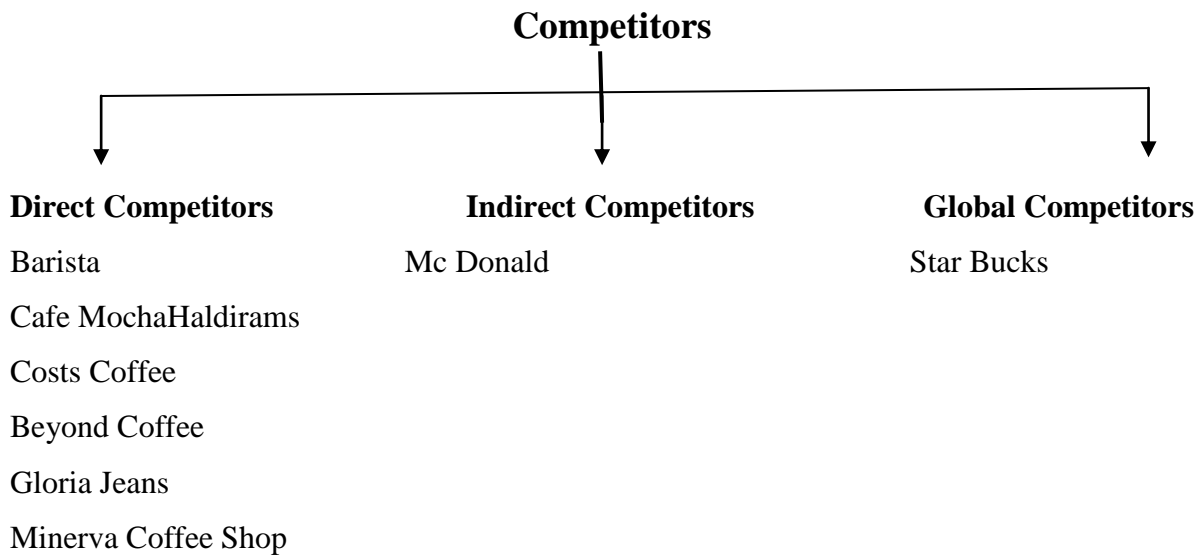 Competitors
Direct Competitors Indirect Competitors Global Competitors
Barista Mc Donald Star Bucks
Cafe MochaHaldirams
Costs Coffee
Beyond Coffee
Gloria Jeans
Minerva Coffee Shop